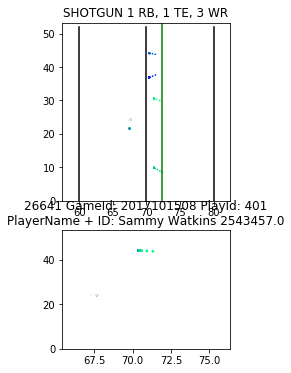 SHOTGUN 1 RB, 1 TE, 3 WR
50
40
30
20
10
0
60 65 70 75 80
26641 GameId: 2017101508 PlayId: 401
PlayerName + ID: Sammy Watkins 2543457.0
40
20
0
67.5 70.0 72.5 75.0